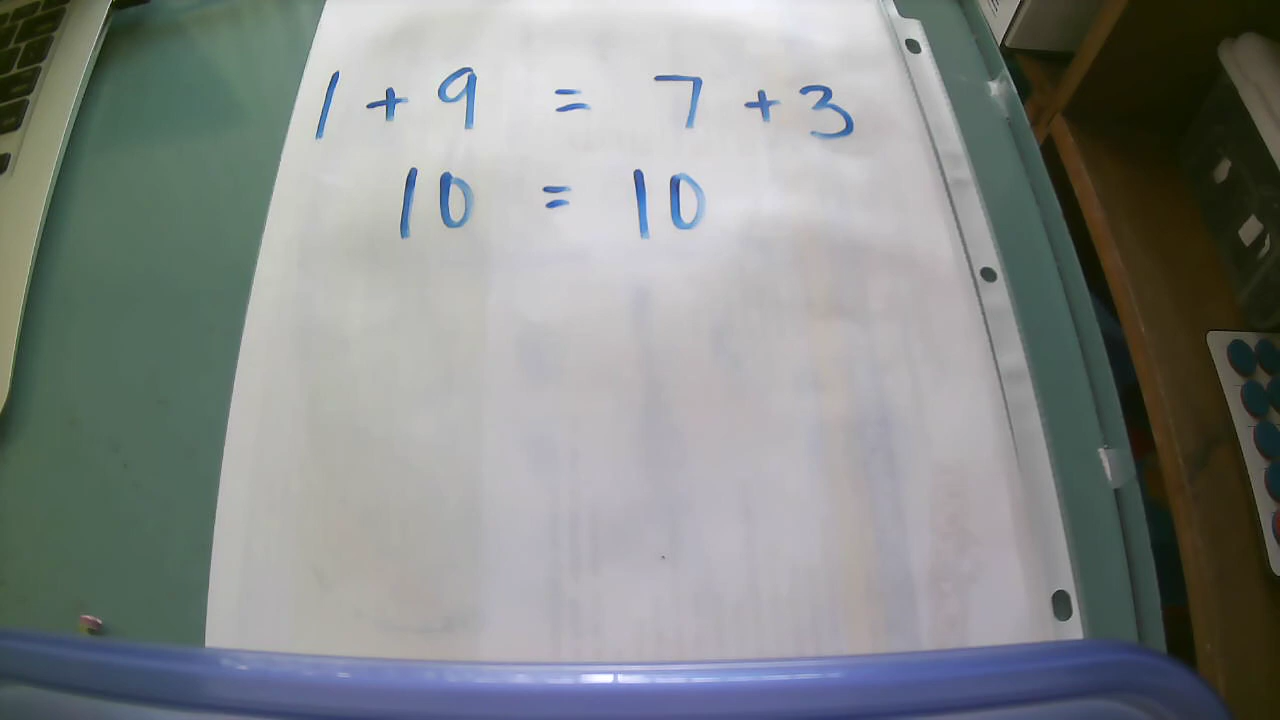 1 + 9 = 7 + 3
10 = 10